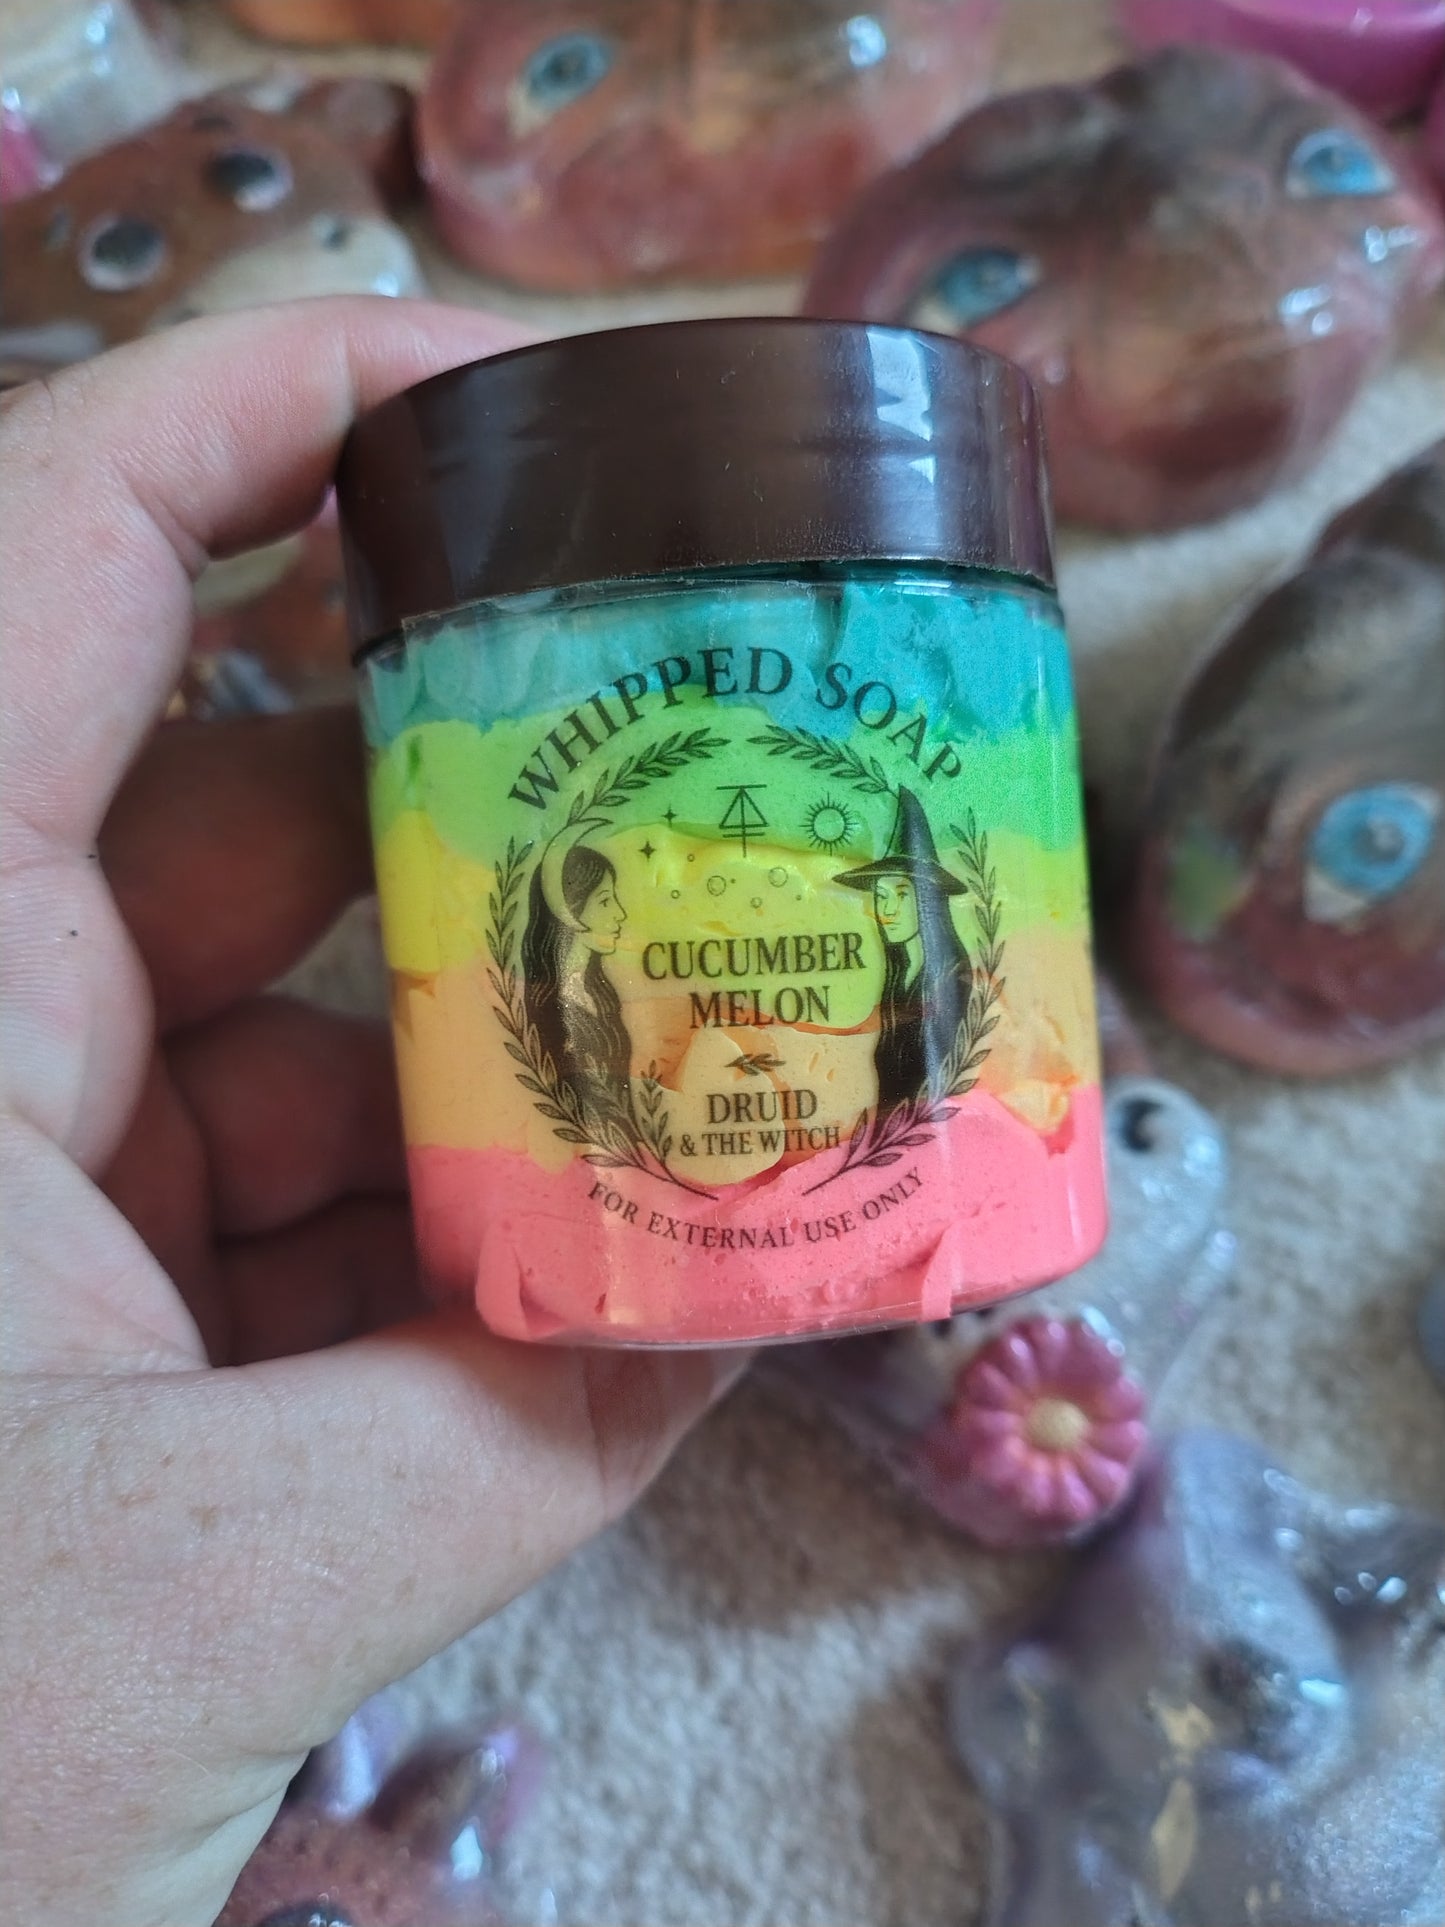 WHIPPED SOAP
CUCUMBER
MELON
DRUID
& THE WITCH
FOR EXTERNAL USE ONLY